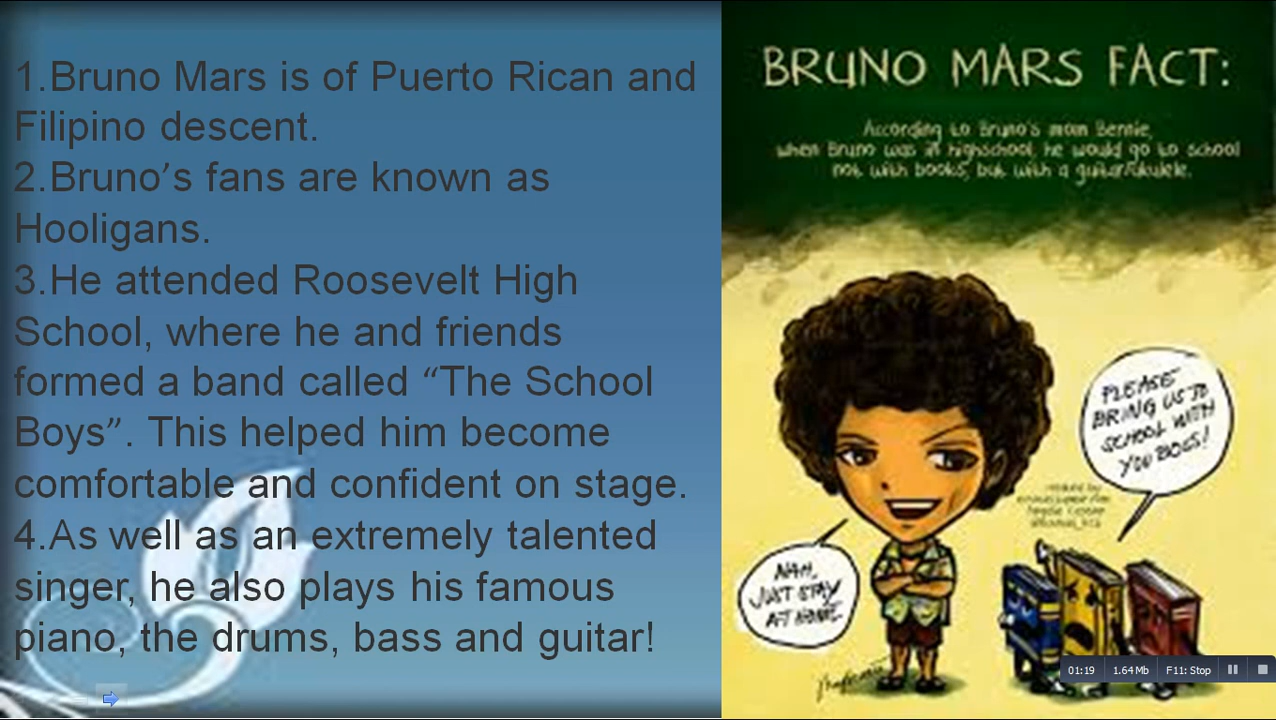 1.Bruno Mars is of Puerto Rican and
Filipino descent.
2.Bruno’s fans are known as
Hooligans.
3.He attended Roosevelt High
School, where he and friends
formed a band called “The School
Boys”. This helped him become
comfortable and confident on stage.
4.As well as an extremely talented
singer, he also plays his famous
piano, the drums, bass and guitar!
BRUNO MARS FACT:
According to Bruno's mom Bernie,
when Bruno was in highschool, he would go to school
not with books, but with a guitar/ukulele.
PLEASE
BRING US TO
SCHOOL WITH
YOU BOSS!
NAH,
JUST STAY
AT HOME.
01:19 1.64 Mb F11: Stop